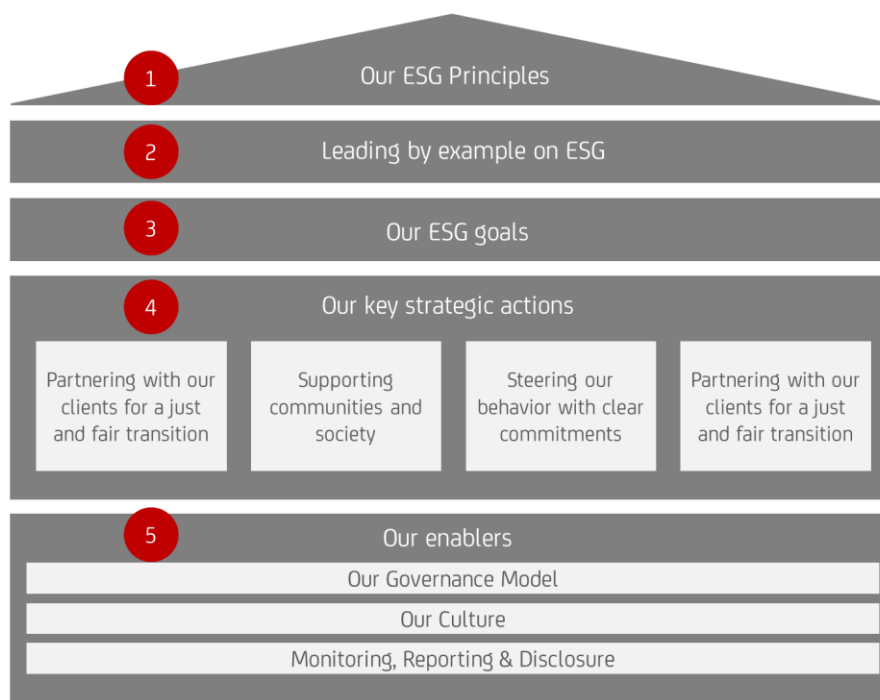 1
Our ESG Principles
2
Leading by example on ESG
3
Our ESG goals
4
Our key strategic actions
Partnering with our
clients for a just
and fair transition
Supporting
communities and
society
Steering our
behavior with clear
commitments
Partnering with our
clients for a just
and fair transition
5
Our enablers
Our Governance Model
Our Culture
Monitoring, Reporting & Disclosure